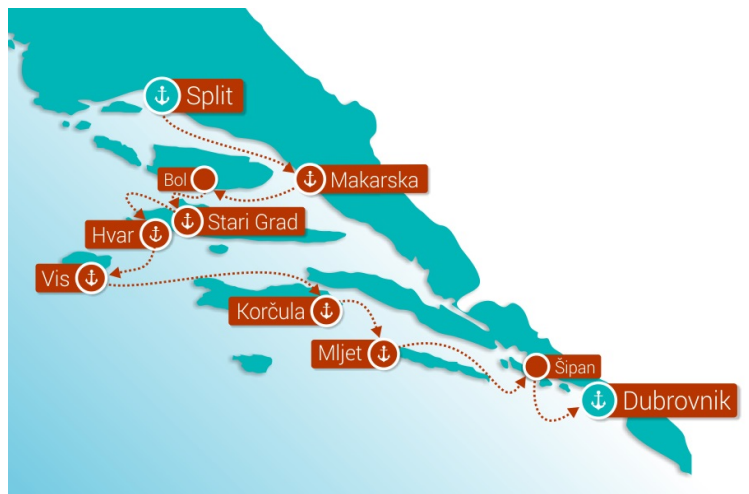 Split
Bol
Makarska
Stari Grad
Hvar
Vis
Korčula
Mljet
Šipan
Dubrovnik